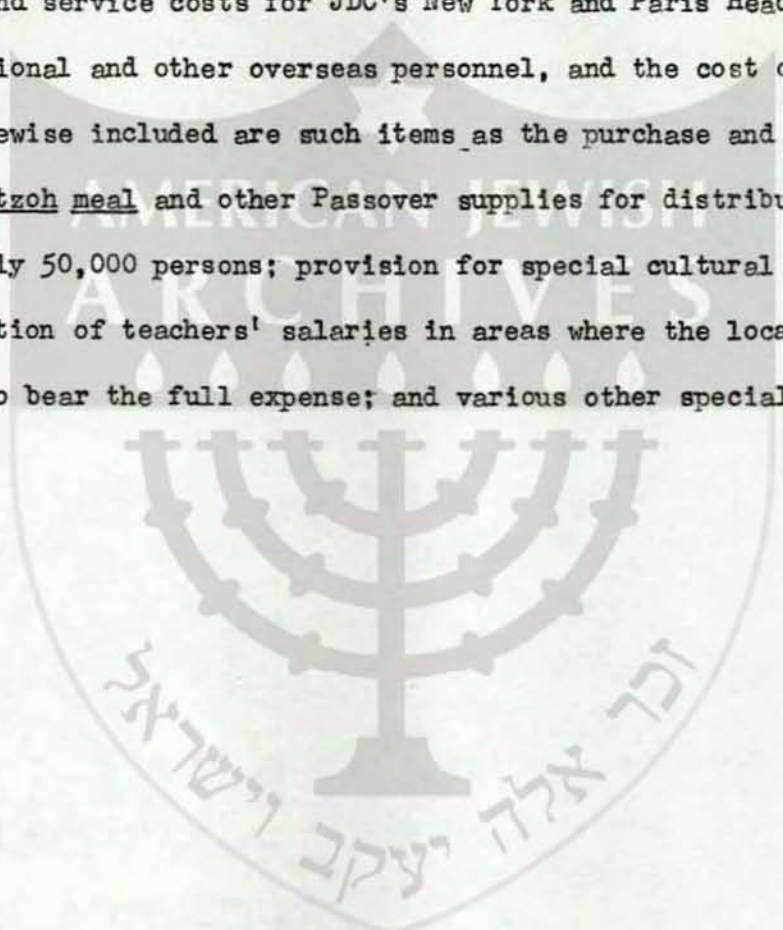 nd service costs for JDC's New York and Paris Head
ional and other overseas personnel, and the cost
ewise included are such items as the purchase and
tzoh meal and other Passover supplies for distribu
ly 50,000 persons; provision for special cultural
tion of teachers' salaries in areas where the loca
o bear the full expense; and various other special
AMERICAN JEWISH
ARCHIVES
זכר אלה יעקב וישראל